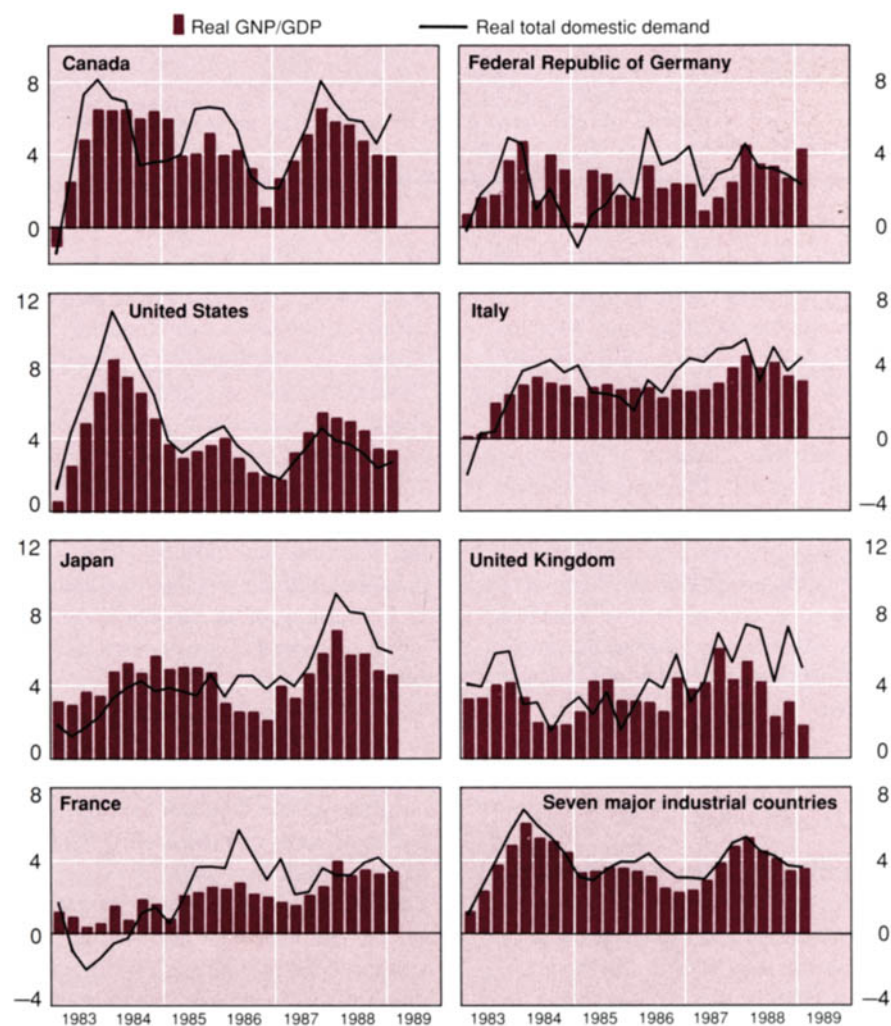 Real GNP/GDP Real total domestic demand
Canada
8
4
0
Federal Republic of Germany
8
4
0
United States
12
8
4
0
Italy
8
4
0
—4
Japan
12
8
4
0
United Kingdom
12
8
4
0
France
8
4
0
—4
1983 1984 1985 1986 1987 1988 1989
Seven major industrial countries
8
4
0
—4
1983 1984 1985 1986 1987 1988 1989